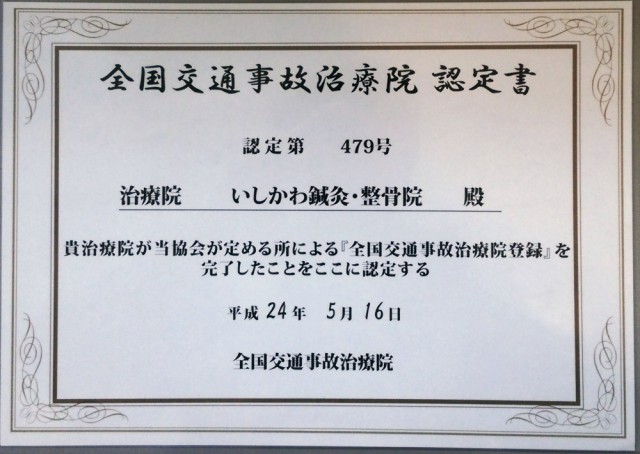 全国交通事故治療院 認定書
認定第 479号
治療院 いしかわ鍼灸・整骨院 殿
貴治療院が当協会が定める所による『全国交通事故治療院登録』を
完了したことをここに認定する
平成 24年 5月 16日
全国交通事故治療院